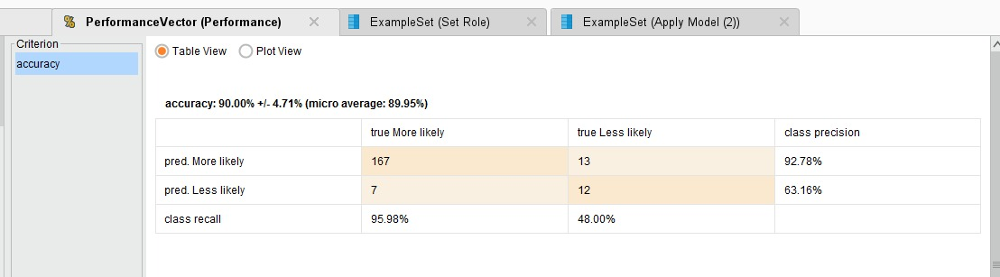 PerformanceVector (Performance) ExampleSet (Set Role) ExampleSet (Apply Model (2))
Criterion
accuracy
Table View Plot View
accuracy: 90.00% +/- 4.71% (micro average: 89.95%)
true More likely true Less likely class precision
pred. More likely 167 13 92.78%
pred. Less likely 7 12 63.16%
class recall 95.98% 48.00%